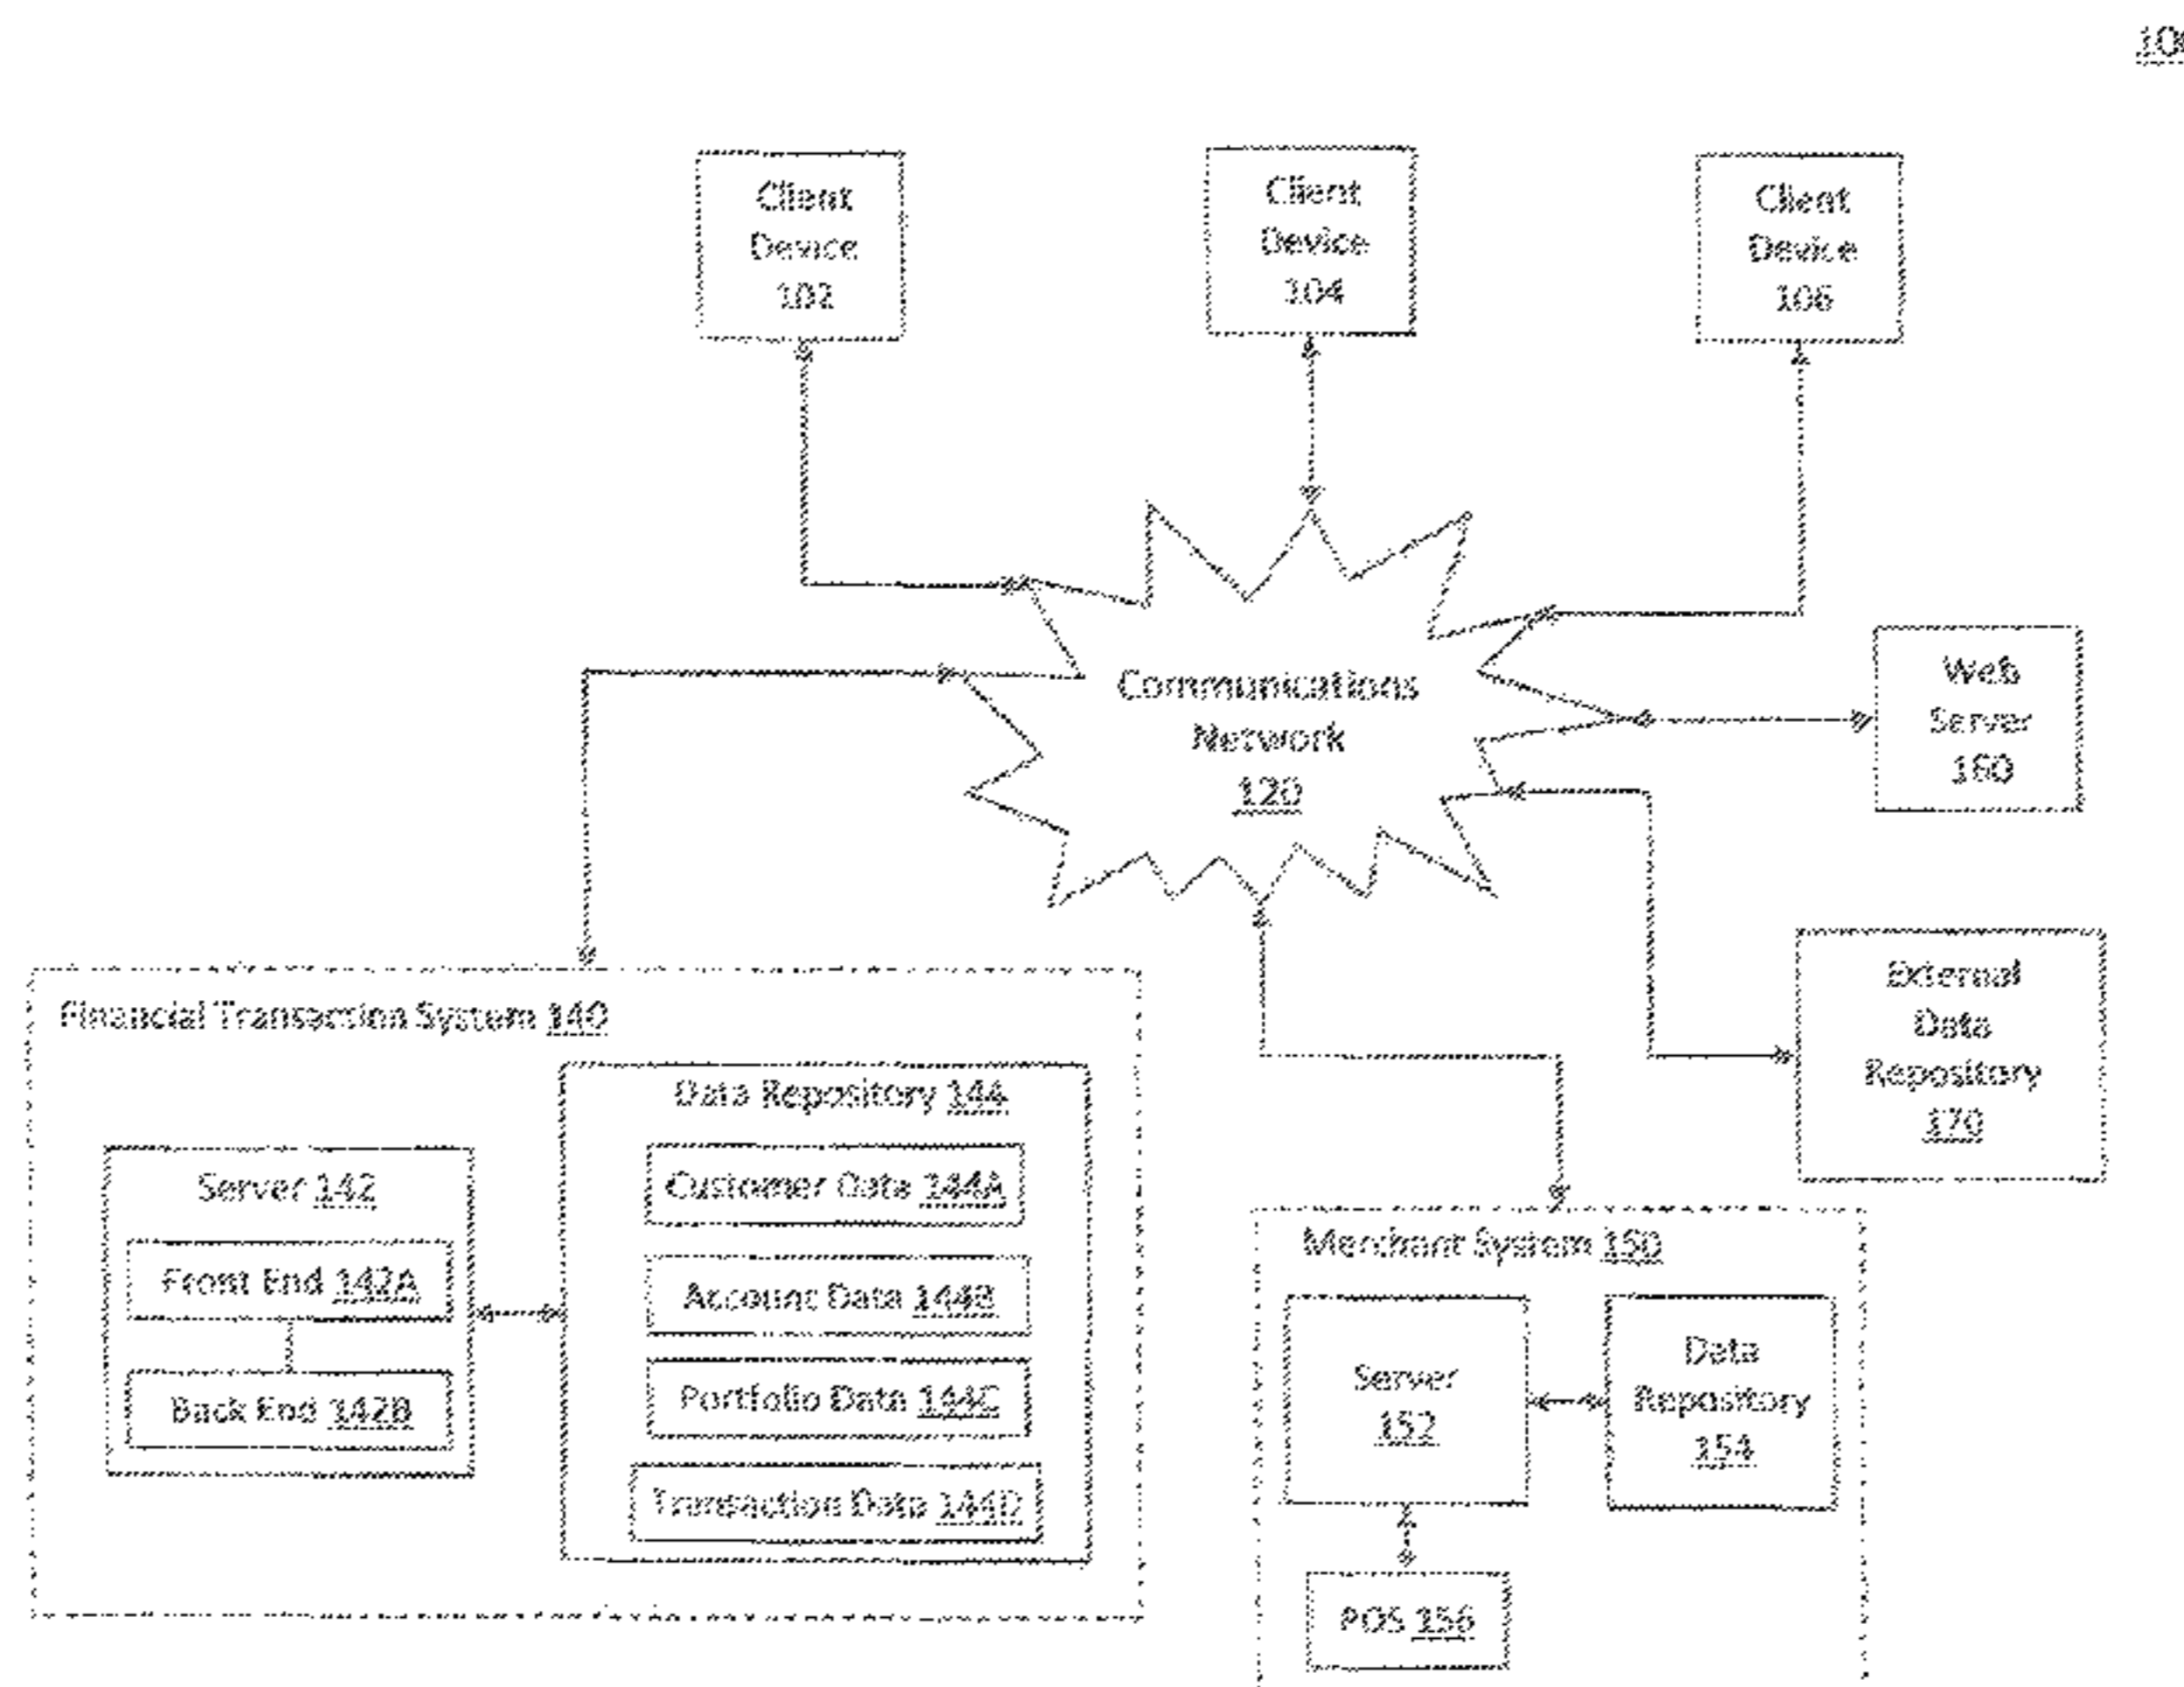 Client
Device
102
Client
Device
104
Client
Device
106
Communications
Network
120
Web
Server
160
External
Data
Repository
170
Financial Transaction System 140
Data Repository 144
Customer Data 144A
Account Data 144B
Portfolio Data 144C
Transaction Data 144D
Server 142
Front End 142A
Back End 142B
Merchant System 150
Server
152
Data
Repository
154
POS 156